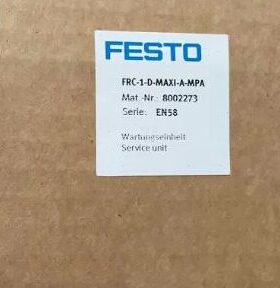 FESTO
FRC-1-D-MAXI-A-MPA
Mat.-Nr.: 8002273
Serie: EN58
Wartungseinheit
Service unit